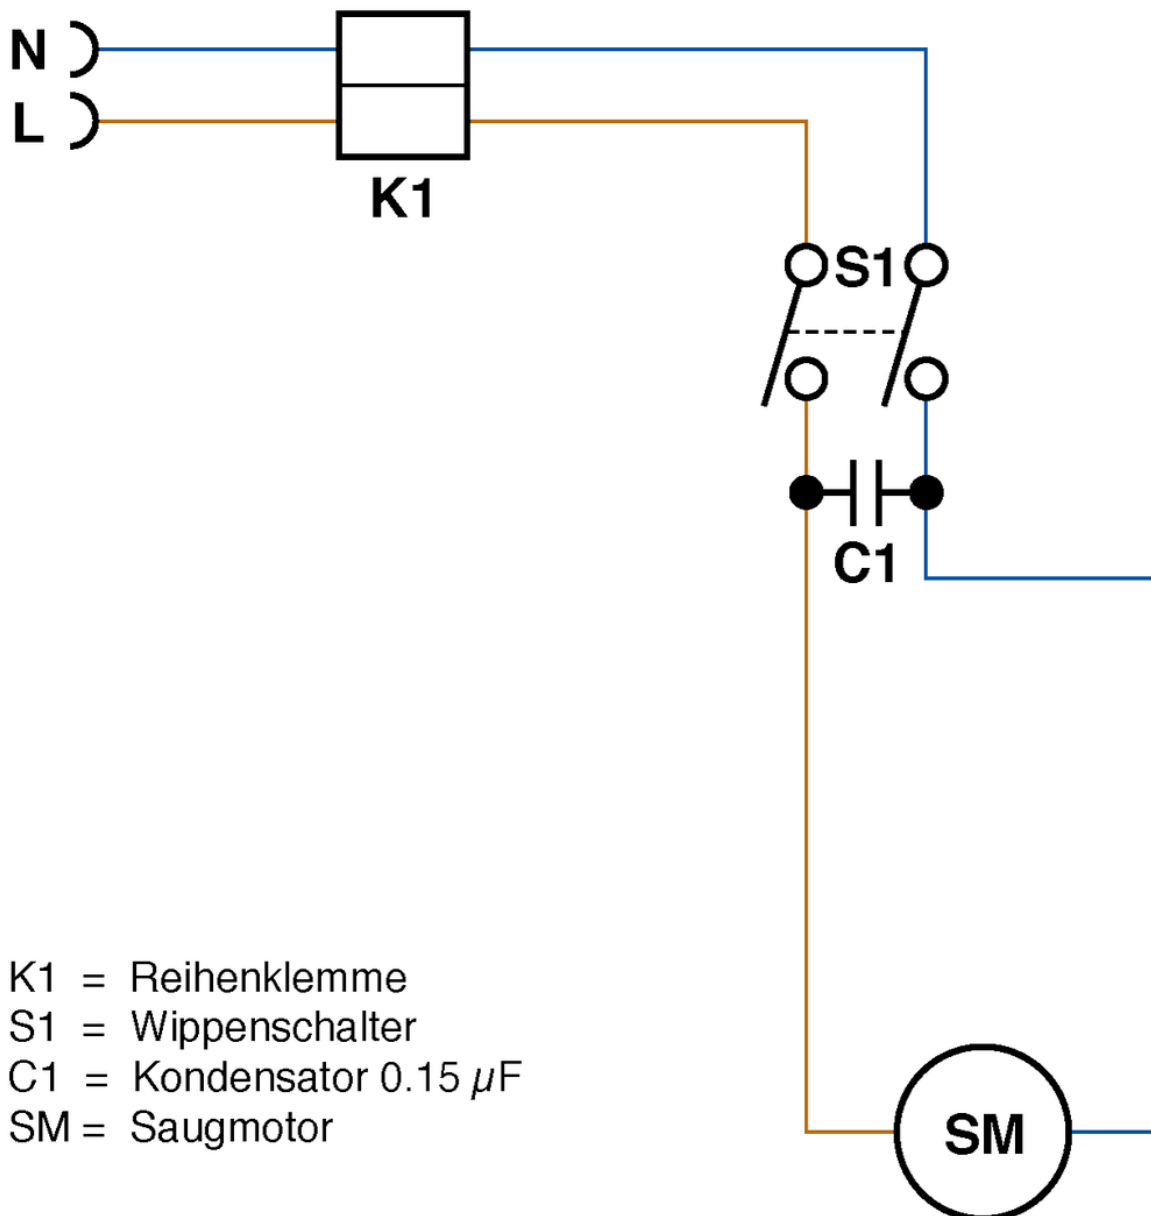 N
L
K1
S1
C1
K1 = Reihenklemme
S1 = Wippenschalter
C1 = Kondensator 0.15 µF
SM = Saugmotor
SM